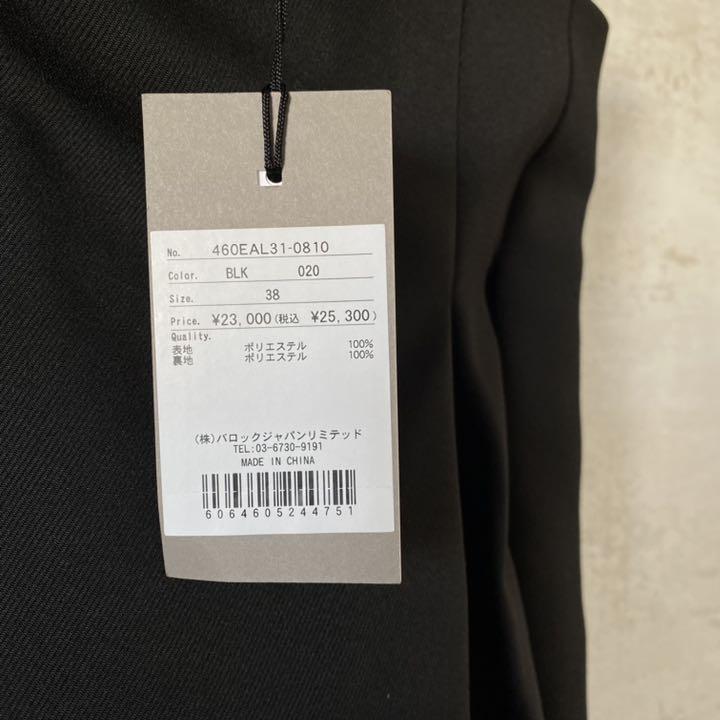 No. 460EAL31-0810
Color. BLK 020
Size. 38
Price. ¥23,000(税込 ¥25,300)
Quality.
表地 ポリエステル 100%
裏地 ポリエステル 100%
(株)バロックジャパンリミテッド
TEL:03-6730-9191
MADE IN CHINA
6064605244751